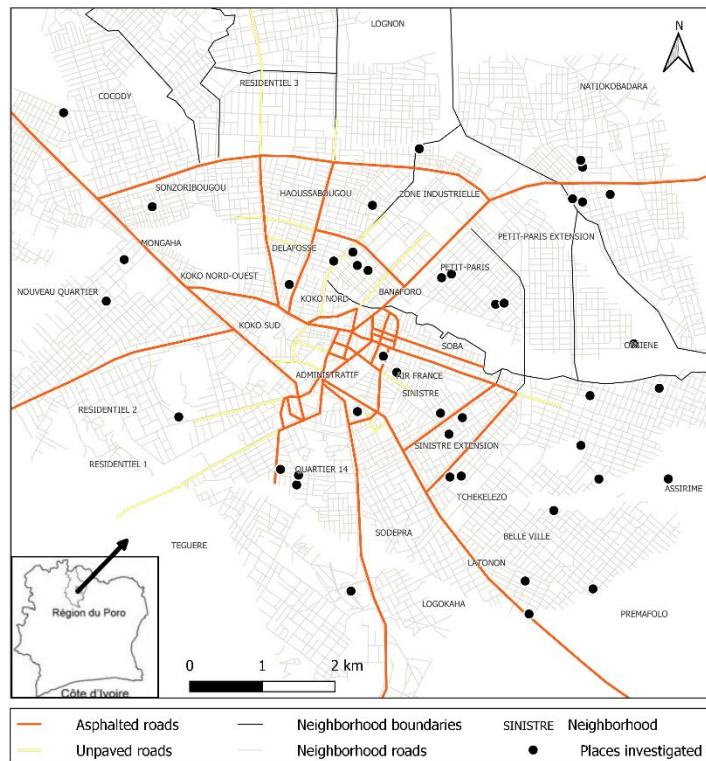 LOGNON
N
RESIDENTIEL 3
NATIOKOBADARA
COCODY
SONZORIBOUGOU
HAOUSSABOUGOU
ZONE INDUSTRIELLE
MONGAHA
DELAFOSSE
PETIT-PARIS EXTENSION
KOKO NORD-OUEST
PETIT-PARIS
NOUVEAU QUARTIER
KOKO NORD
BANAFORO
KOKO SUD
SOBA
ADMINISTRATIF
AIR FRANCE
SINISTRE
RESIDENTIEL 2
SINISTRE EXTENSION
RESIDENTIEL 1
QUARTIER 14
TCHEKELEZO
ASSIRIME
SODEPRA
BELLE VILLE
TEGUERE
LATONON
LOGOKAHA
PREMAFOLO
Région du Poro
Côte d'Ivoire
0 1 2 km
Asphalted roads
Neighborhood boundaries
SINISTRE Neighborhood
Unpaved roads
Neighborhood roads
Places investigated